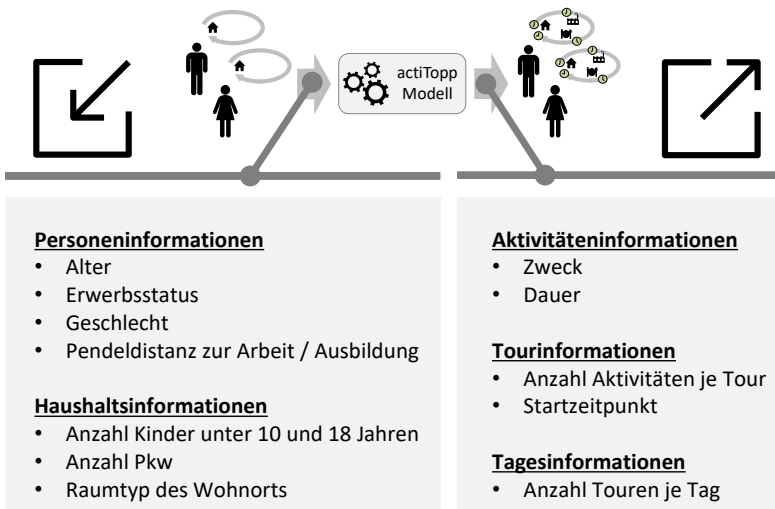 actiTopp
Modell
Personeninformationen
• Alter
• Erwerbsstatus
• Geschlecht
• Pendeldistanz zur Arbeit / Ausbildung
Haushaltsinformationen
• Anzahl Kinder unter 10 und 18 Jahren
• Anzahl Pkw
• Raumtyp des Wohnorts
Aktivitäteninformationen
• Zweck
• Dauer
Tourinformationen
• Anzahl Aktivitäten je Tour
• Startzeitpunkt
Tagesinformationen
• Anzahl Touren je Tag